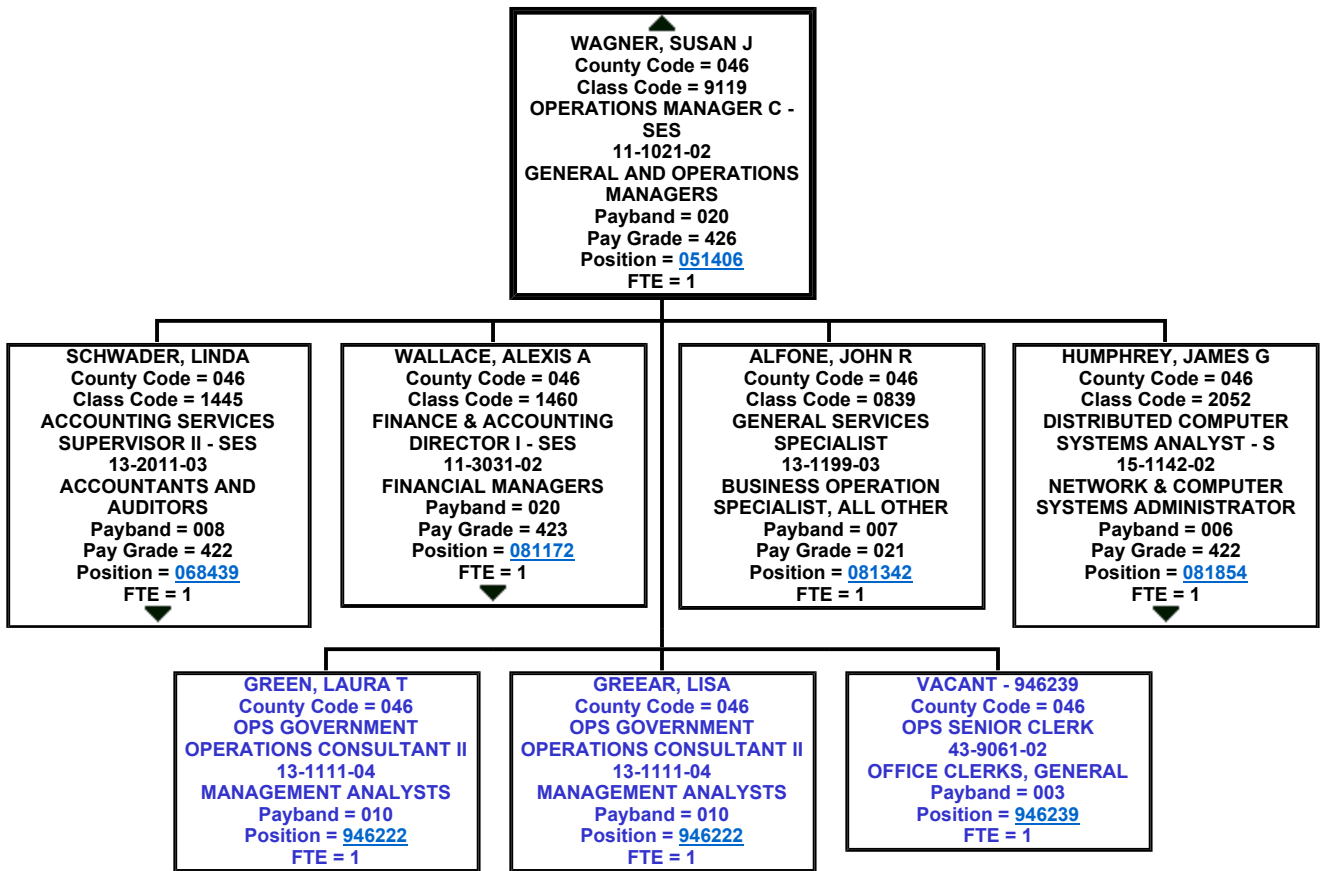 WAGNER, SUSAN J
County Code = 046
Class Code = 9119
OPERATIONS MANAGER C -
SES
11-1021-02
GENERAL AND OPERATIONS
MANAGERS
Payband = 020
Pay Grade = 426
Position = 051406
FTE = 1
SCHWADER, LINDA
County Code = 046
Class Code = 1445
ACCOUNTING SERVICES
SUPERVISOR II - SES
13-2011-03
ACCOUNTANTS AND
AUDITORS
Payband = 008
Pay Grade = 422
Position = 068439
FTE = 1
WALLACE, ALEXIS A
County Code = 046
Class Code = 1460
FINANCE & ACCOUNTING
DIRECTOR I - SES
11-3031-02
FINANCIAL MANAGERS
Payband = 020
Pay Grade = 423
Position = 081172
FTE = 1
ALFONE, JOHN R
County Code = 046
Class Code = 0839
GENERAL SERVICES
SPECIALIST
13-1199-03
BUSINESS OPERATION
SPECIALIST, ALL OTHER
Payband = 007
Pay Grade = 021
Position = 081342
FTE = 1
HUMPHREY, JAMES G
County Code = 046
Class Code = 2052
DISTRIBUTED COMPUTER
SYSTEMS ANALYST - S
15-1142-02
NETWORK & COMPUTER
SYSTEMS ADMINISTRATOR
Payband = 006
Pay Grade = 422
Position = 081854
FTE = 1
GREEN, LAURA T
County Code = 046
OPS GOVERNMENT
OPERATIONS CONSULTANT II
13-1111-04
MANAGEMENT ANALYSTS
Payband = 010
Position = 946222
FTE = 1
GREEAR, LISA
County Code = 046
OPS GOVERNMENT
OPERATIONS CONSULTANT II
13-1111-04
MANAGEMENT ANALYSTS
Payband = 010
Position = 946222
FTE = 1
VACANT - 946239
County Code = 046
OPS SENIOR CLERK
43-9061-02
OFFICE CLERKS, GENERAL
Payband = 003
Position = 946239
FTE = 1